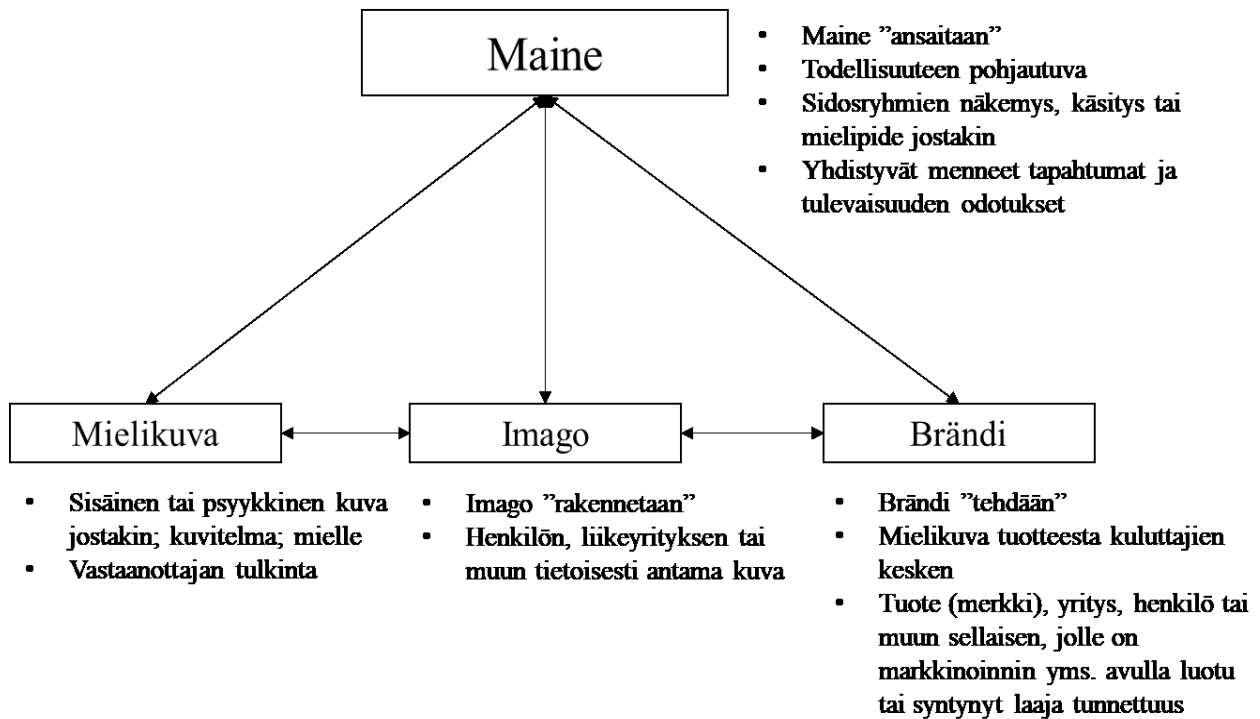 Maine
▪ Maine ”ansaitaan”
▪ Todellisuuteen pohjautuva
▪ Sidosryhmien näkemys, käsitys tai
mielipide jostakin
▪ Yhdistyvät menneet tapahtumat ja
tulevaisuuden odotukset
Mielikuva
▪ Sisäinen tai psyykkinen kuva
jostakin; kuvitelma; mielle
▪ Vastaanottajan tulkinta
Imago
▪ Imago ”rakennetaan”
▪ Henkilön, liikeyrityksen tai
muun tietoisesti antama kuva
Brändi
▪ Brändi ”tehdään”
▪ Mielikuva tuotteesta kuluttajien
kesken
▪ Tuote (merkki), yritys, henkilö tai
muun sellaisen, jolle on
markkinoinnin yms. avulla luotu
tai syntynyt laaja tunnettuus